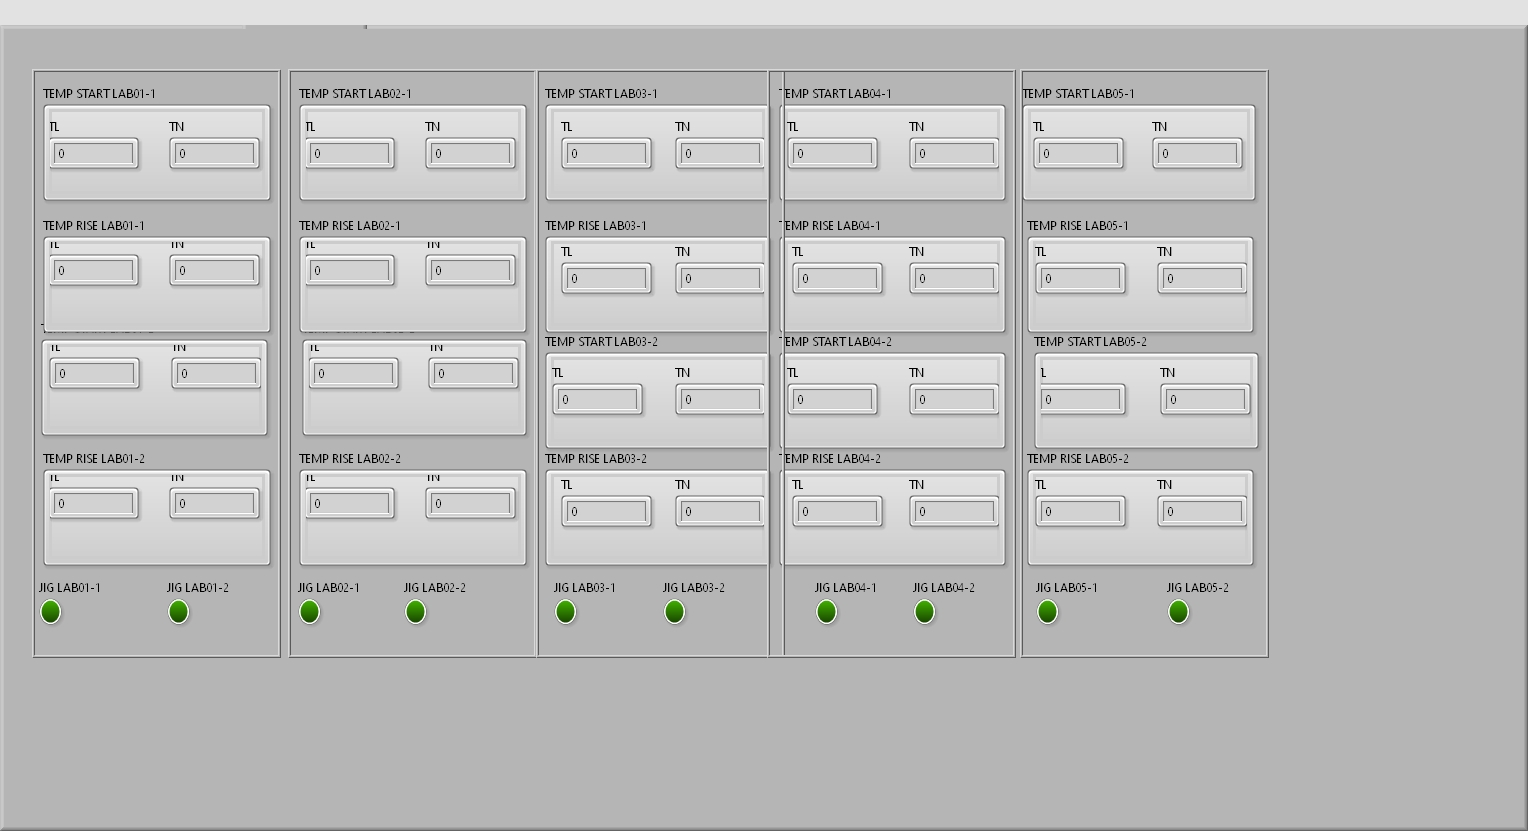 TEMP START LAB01-1
TL TN
0 0
TEMP RISE LAB01-1
TL TN
0 0
TL TN
0 0
TEMP RISE LAB01-2
TL TN
0 0
JIG LAB01-1 JIG LAB01-2
TEMP START LAB02-1
TL TN
0 0
TEMP RISE LAB02-1
TL TN
0 0
TL TN
0 0
TEMP RISE LAB02-2
TL TN
0 0
JIG LAB02-1 JIG LAB02-2
TEMP START LAB03-1
TL TN
0 0
TEMP RISE LAB03-1
TL TN
0 0
TEMP START LAB03-2
TL TN
0 0
TEMP RISE LAB03-2
TL TN
0 0
JIG LAB03-1 JIG LAB03-2
TEMP START LAB04-1
TL TN
0 0
TEMP RISE LAB04-1
TL TN
0 0
TEMP START LAB04-2
TL TN
0 0
TEMP RISE LAB04-2
TL TN
0 0
JIG LAB04-1 JIG LAB04-2
TEMP START LAB05-1
TL TN
0 0
TEMP RISE LAB05-1
TL TN
0 0
TEMP START LAB05-2
TL TN
0 0
TEMP RISE LAB05-2
TL TN
0 0
JIG LAB05-1 JIG LAB05-2